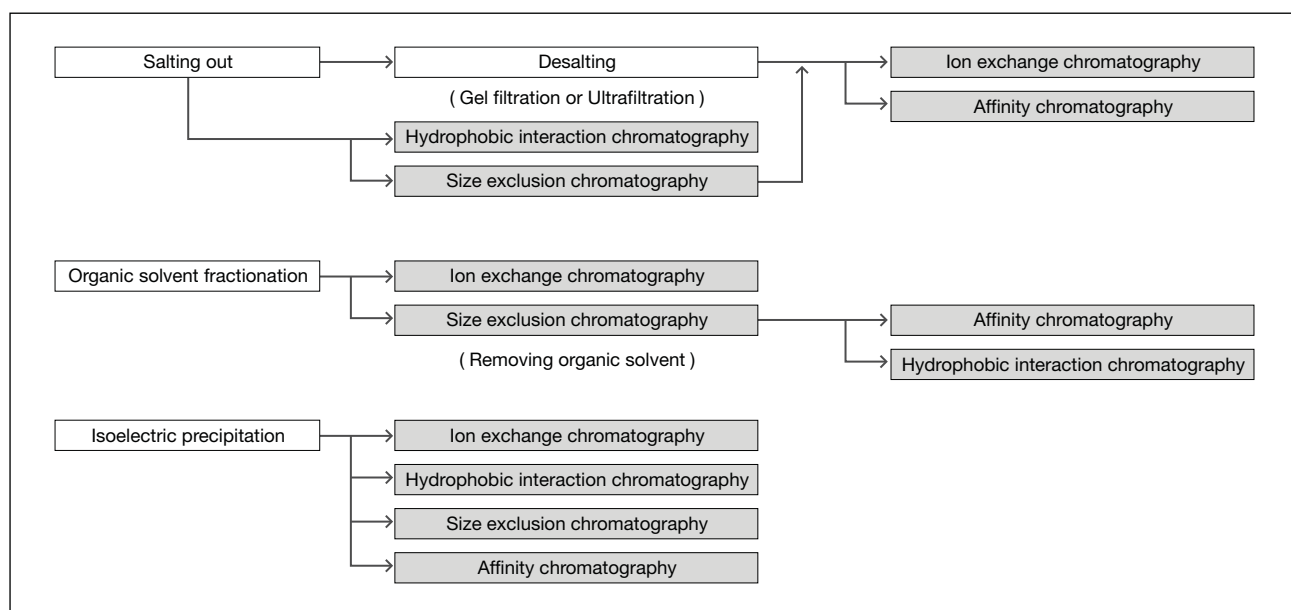 Salting out
Desalting
Ion exchange chromatography
( Gel filtration or Ultrafiltration )
Affinity chromatography
Hydrophobic interaction chromatography
Size exclusion chromatography
Organic solvent fractionation
Ion exchange chromatography
Size exclusion chromatography
Affinity chromatography
( Removing organic solvent )
Hydrophobic interaction chromatography
Isoelectric precipitation
Ion exchange chromatography
Hydrophobic interaction chromatography
Size exclusion chromatography
Affinity chromatography